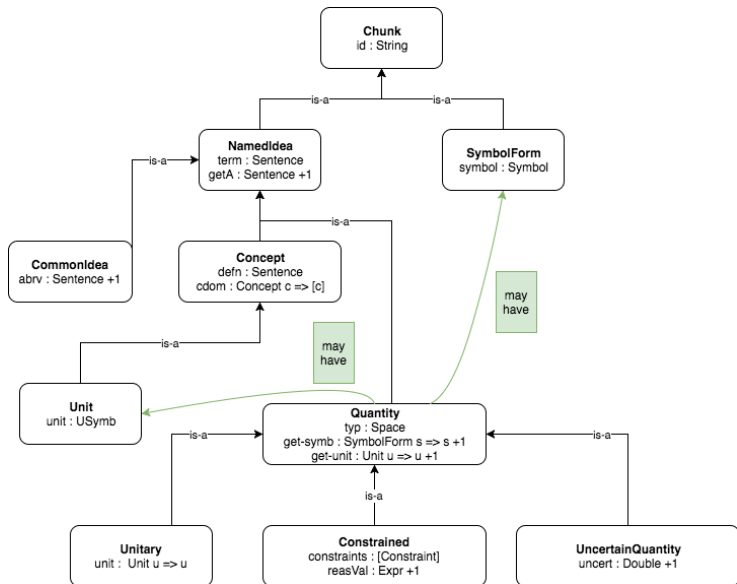 Chunk
id : String
is-a
is-a
NamedIdea
term : Sentence
getA : Sentence +1
SymbolForm
symbol : Symbol
is-a
is-a
CommonIdea
abrv : Sentence +1
Concept
defn : Sentence
cdom : Concept c => [c]
may
have
may
have
is-a
Unit
unit : USymb
Quantity
typ : Space
get-symb : SymbolForm s => s +1
get-unit : Unit u => u +1
is-a
is-a
is-a
Unitary
unit : Unit u => u
Constrained
constraints : [Constraint]
reasVal : Expr +1
UncertainQuantity
uncert : Double +1